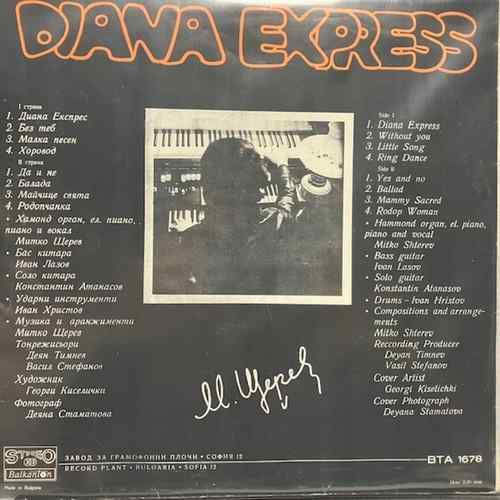 DIANA EXPRESS
I страна
1. Диана Експрес
2. Без теб
3. Малка песен
4. Хоровод
II страна
1. Да и не
2. Балада
3. Майчице свята
4. Родопчанка
• Хамонд орган, ел. пиано,
пиано и вокал
Митко Щерев
• Бас китара
Иван Лазов
• Соло китара
Константин Атанасов
• Ударни инструменти
Иван Христов
• Музика и аранжименти
Митко Щерев
Тонрежисьори
Деян Тимнев
Васил Стефанов
Художник
Георги Киселички
Фотограф
Деяна Стаматова
Side I
1. Diana Express
2. Without you
3. Little Song
4. Ring Dance
Side II
1. Yes and no
2. Ballad
3. Mammy Sacred
4. Rodop Woman
• Hammond organ, el. piano,
piano and vocal
Mitko Shterev
• Bass guitar
Ivan Lasov
• Solo guitar
Konstantin Atanasov
• Drums – Ivan Hristov
• Compositions and arrange-
ments
Mitko Shterev
Reccording Producer
Deyan Timnev
Vasil Stefanov
Cover Artist
Georgi Kiselichki
Cover Photograph
Deyana Stamatova
М. Щерев
STEREO
Balkanton
Made in Bulgaria
ЗАВОД ЗА ГРАМОФОННИ ПЛОЧИ • СОФИЯ 12
RECORD PLANT • BULGARIA • SOFIA 12
ВТА 1678